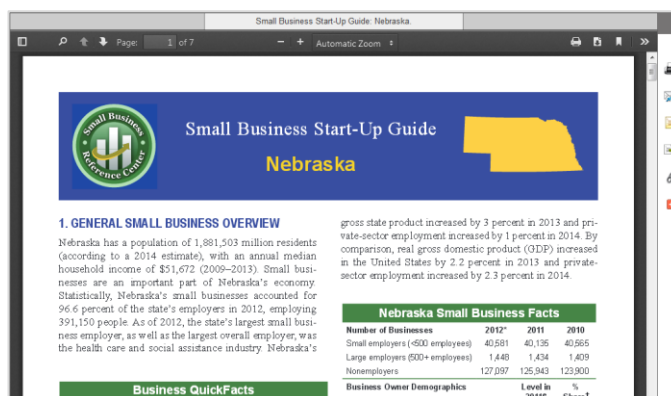 Small Business Start-Up Guide: Nebraska.
Page: 1 of 7
Automatic Zoom
Small Business
Reference Center
Small Business Start-Up Guide
Nebraska
1. GENERAL SMALL BUSINESS OVERVIEW
Nebraska has a population of 1,881,503 million residents
(according to a 2014 estimate), with an annual median
household income of $51,672 (2009–2013). Small busi-
nesses are an important part of Nebraska's economy.
Statistically, Nebraska's small businesses accounted for
96.6 percent of the state's employers in 2012, employing
391,150 people. As of 2012, the state's largest small busi-
ness employer, as well as the largest overall employer, was
the health care and social assistance industry. Nebraska's
Business QuickFacts
gross state product increased by 3 percent in 2013 and pri-
vate-sector employment increased by 1 percent in 2014. By
comparison, real gross domestic product (GDP) increased
in the United States by 2.2 percent in 2013 and private-
sector employment increased by 2.3 percent in 2014.
Nebraska Small Business Facts
Number of Businesses 2012* 2011 2010
Small employers (<500 employees) 40,581 40,135 40,565
Large employers (500+ employees) 1,448 1,434 1,409
Nonemployers 127,097 125,943 123,900
Business Owner Demographics Level in %